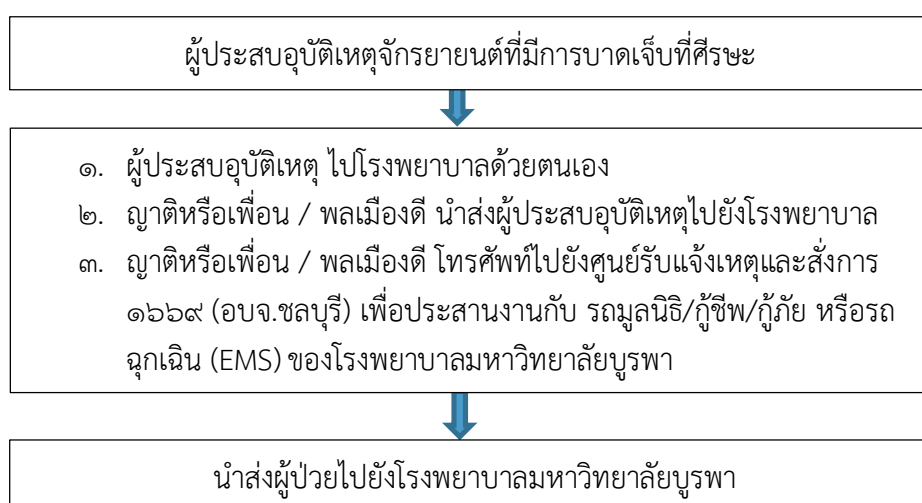 ผู้ประสบอุบัติเหตุจักรยายนต์ที่มีการบาดเจ็บที่ศีรษะ
๑. ผู้ประสบอุบัติเหตุ ไปโรงพยาบาลด้วยตนเอง
๒. ญาติหรือเพื่อน / พลเมืองดี นำส่งผู้ประสบอุบัติเหตุไปยังโรงพยาบาล
๓. ญาติหรือเพื่อน / พลเมืองดี โทรศัพท์ไปยังศูนย์รับแจ้งเหตุและสั่งการ
๑๖๖๙ (อบจ.ชลบุรี) เพื่อประสานงานกับ รถมูลนิธิ/กู้ชีพ/กู้ภัย หรือรถ
ฉุกเฉิน (EMS) ของโรงพยาบาลมหาวิทยาลัยบูรพา
นำส่งผู้ป่วยไปยังโรงพยาบาลมหาวิทยาลัยบูรพา